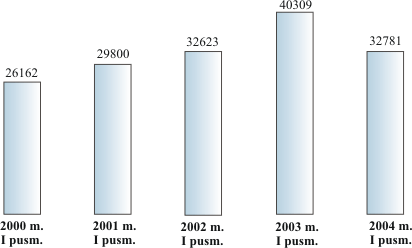 40309
32623
32781
29800
26162
2000 m.
I pusm.
2001 m.
I pusm.
2002 m.
I pusm.
2003 m.
I pusm.
2004 m.
I pusm.